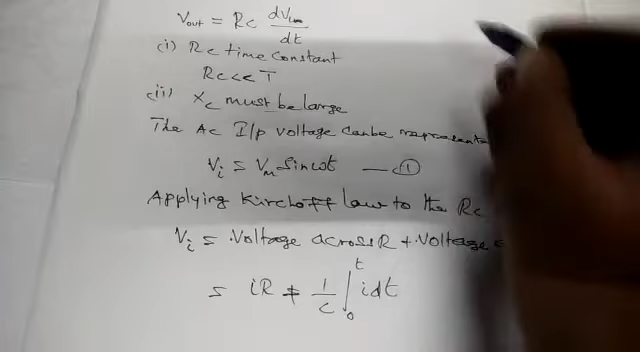 Vout = Rc dVin/dt
(i) Rc time constant
Rc << T
(ii) Xc must be large
The Ac I/p voltage can be
Vi = Vm Sinωt — ①
Applying Kirchoff law to the Rc
Vi = Voltage across R + Voltage
= iR + 1/c ∫₀ᵗ idt